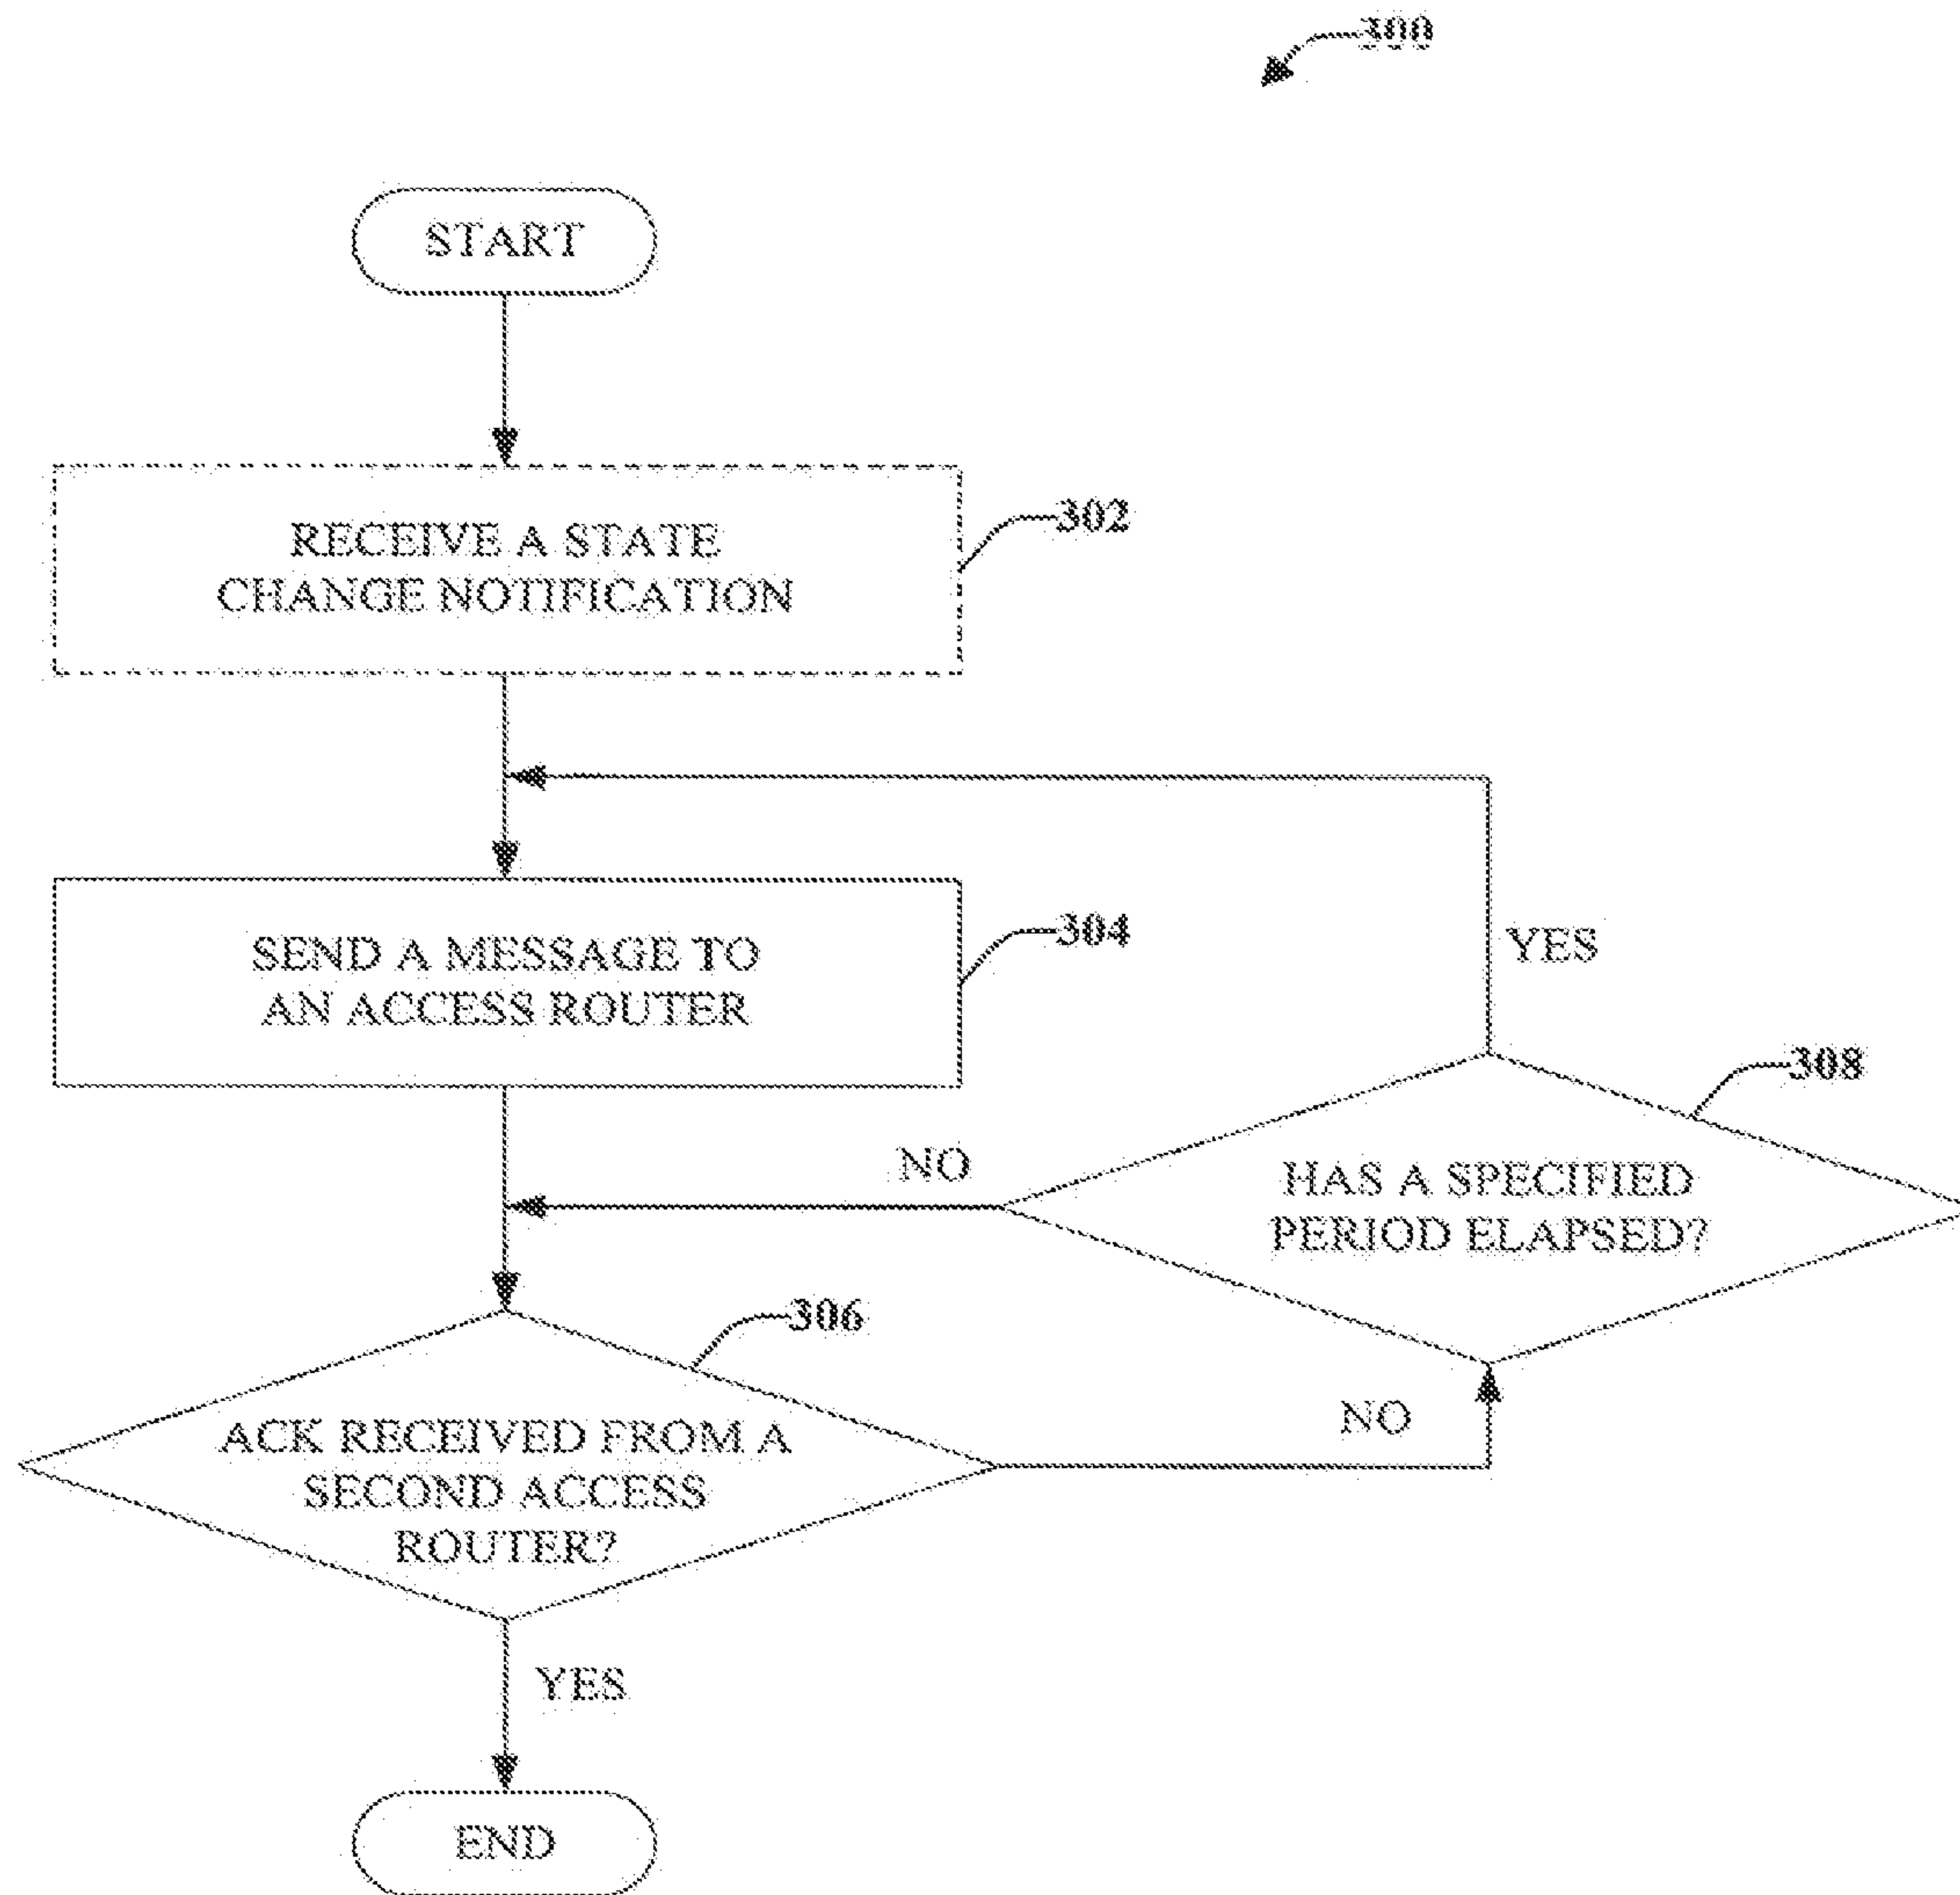 300
START
RECEIVE A STATE
CHANGE NOTIFICATION
302
SEND A MESSAGE TO
AN ACCESS ROUTER
304
YES
308
NO
HAS A SPECIFIED
PERIOD ELAPSED?
306
ACK RECEIVED FROM A
SECOND ACCESS
ROUTER?
NO
YES
END